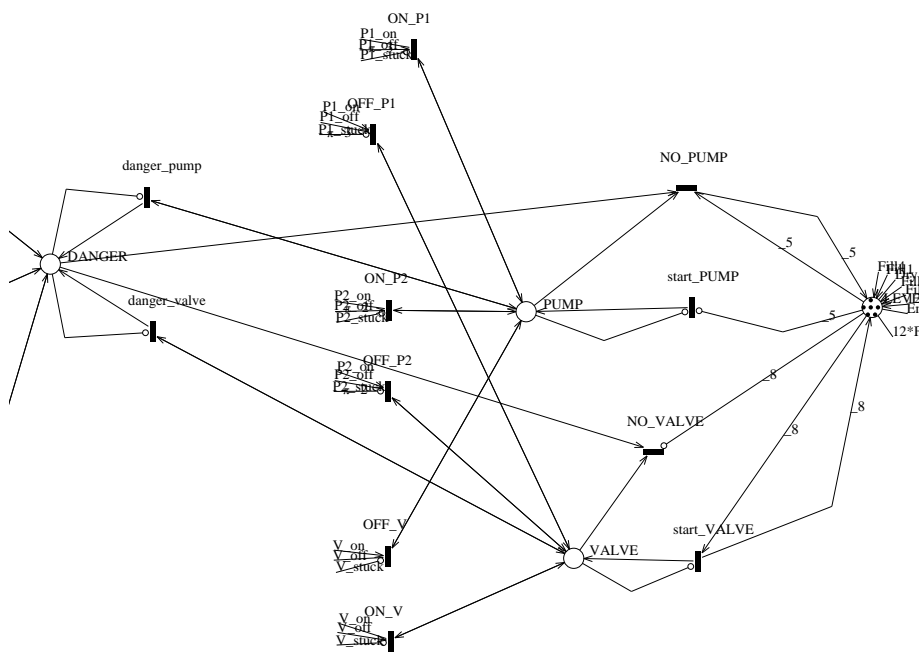 ON_P1
P1_on
P1_off
P1_stuck
OFF_P1
P1_on
P1_off
P1_stuck
danger_pump
NO_PUMP
DANGER
_5
_5
ON_P2
start_PUMP
danger_valve
P2_on
P2_off
P2_stuck
PUMP
_5
12*F
OFF_P2
P2_on
P2_off
P2_stuck
_8
_8
_8
NO_VALVE
OFF_V
start_VALVE
V_on
V_off
V_stuck
VALVE
ON_V
V_on
V_off
V_stuck